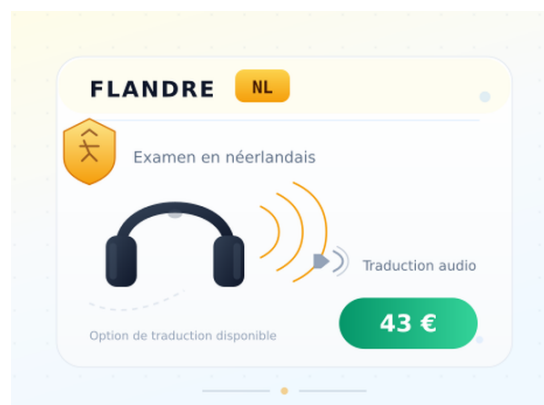 FLANDRE NL
Examen en néerlandais
Traduction audio
43 €
Option de traduction disponible